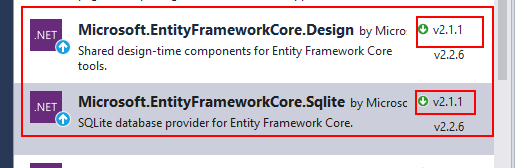 .NET
Microsoft.EntityFrameworkCore.Design by Micros v2.1.1
Shared design-time components for Entity Framework Core v2.2.6
tools.
.NET
Microsoft.EntityFrameworkCore.Sqlite by Microsc v2.1.1
SQLite database provider for Entity Framework Core. v2.2.6